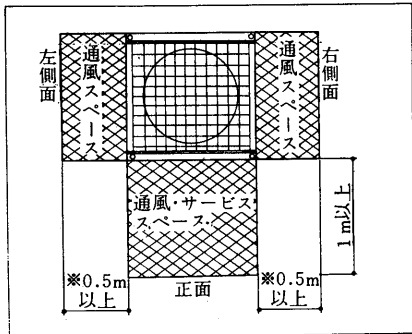 左側面
通風スペース
通風スペース
右側面
通風・サービス
スペース
1m以上
※0.5m
以上
正面
※0.5m
以上